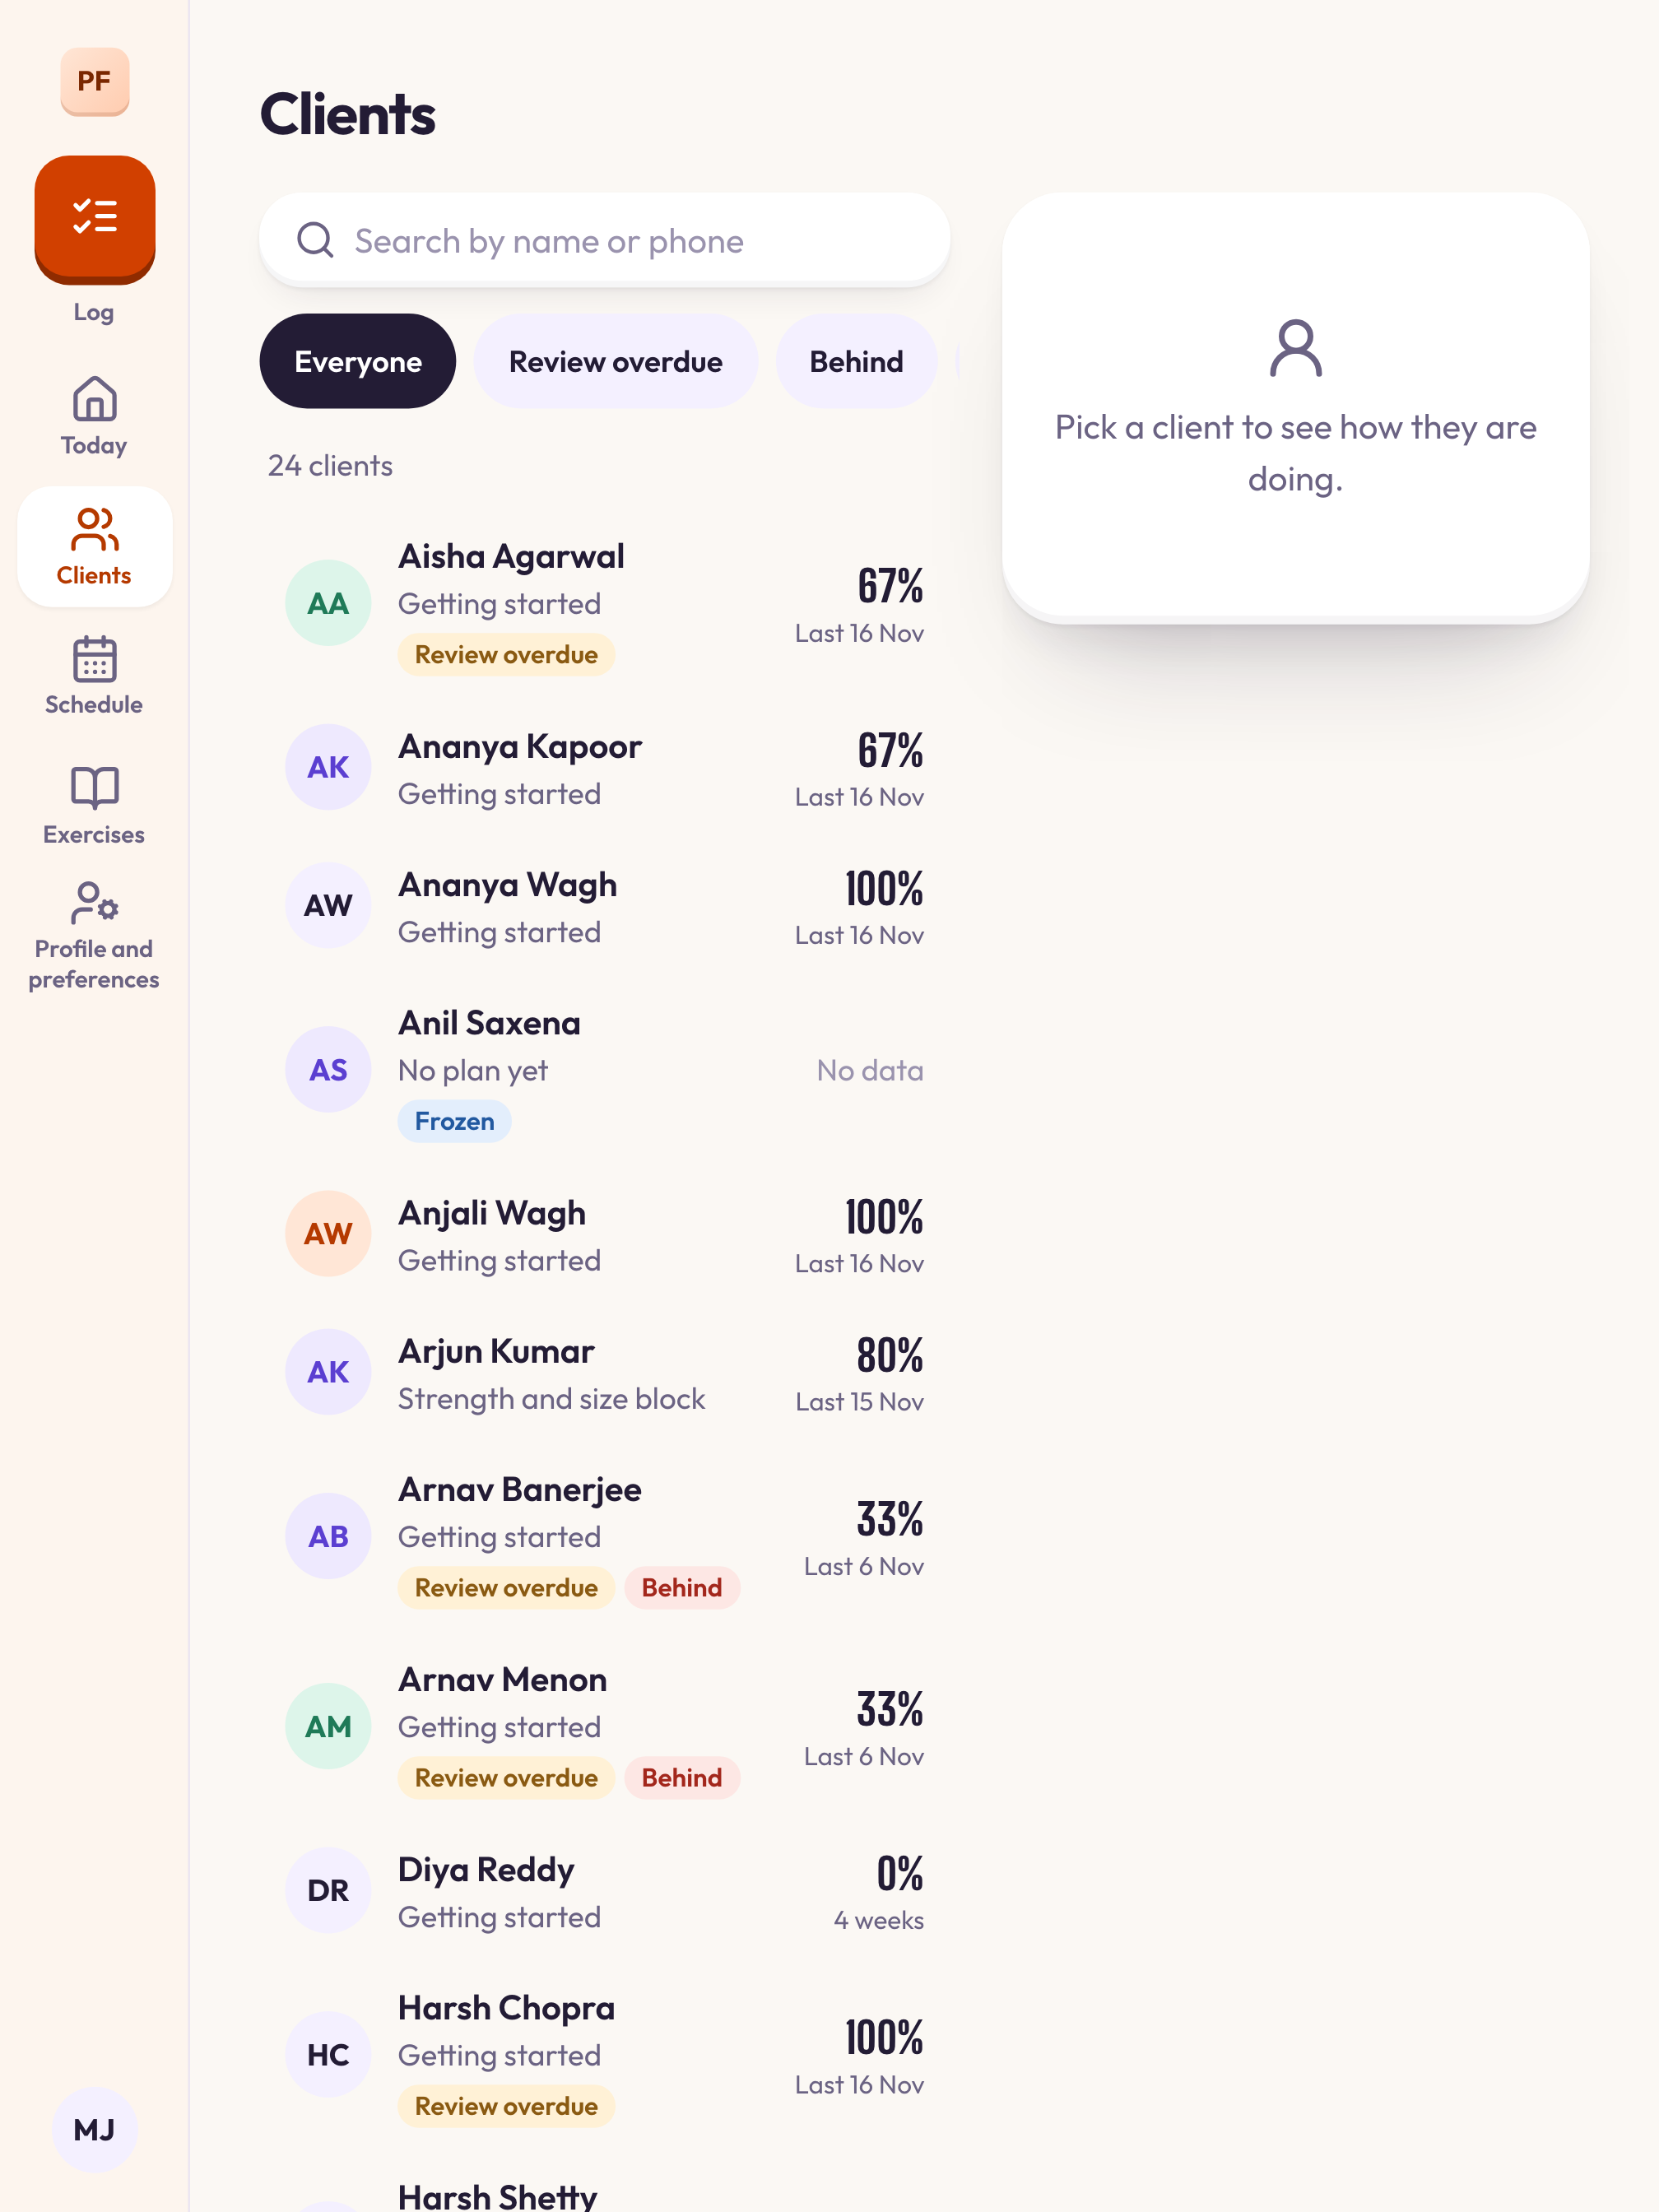 PF
Log
Today
Clients
Schedule
Exercises
Profile and
preferences
MJ
Clients
Search by name or phone
Everyone
Review overdue
Behind
24 clients
AA
Aisha Agarwal
Getting started
Review overdue
67%
Last 16 Nov
AK
Ananya Kapoor
Getting started
67%
Last 16 Nov
AW
Ananya Wagh
Getting started
100%
Last 16 Nov
AS
Anil Saxena
No plan yet
Frozen
No data
AW
Anjali Wagh
Getting started
100%
Last 16 Nov
AK
Arjun Kumar
Strength and size block
80%
Last 15 Nov
AB
Arnav Banerjee
Getting started
Review overdue
Behind
33%
Last 6 Nov
AM
Arnav Menon
Getting started
Review overdue
Behind
33%
Last 6 Nov
DR
Diya Reddy
Getting started
0%
4 weeks
HC
Harsh Chopra
Getting started
Review overdue
100%
Last 16 Nov
Harsh Shetty
Pick a client to see how they are
doing.